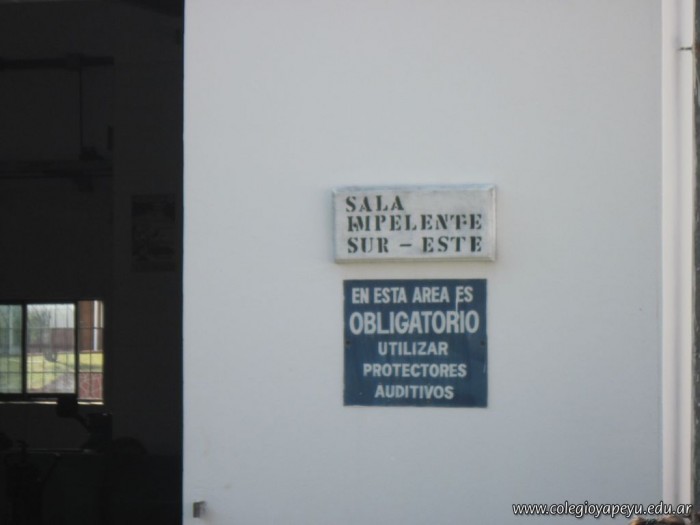 SALA
IMPELENTE
SUR - ESTE
EN ESTA AREA ES
OBLIGATORIO
UTILIZAR
PROTECTORES
AUDITIVOS
www.colegioyapeyu.edu.ar